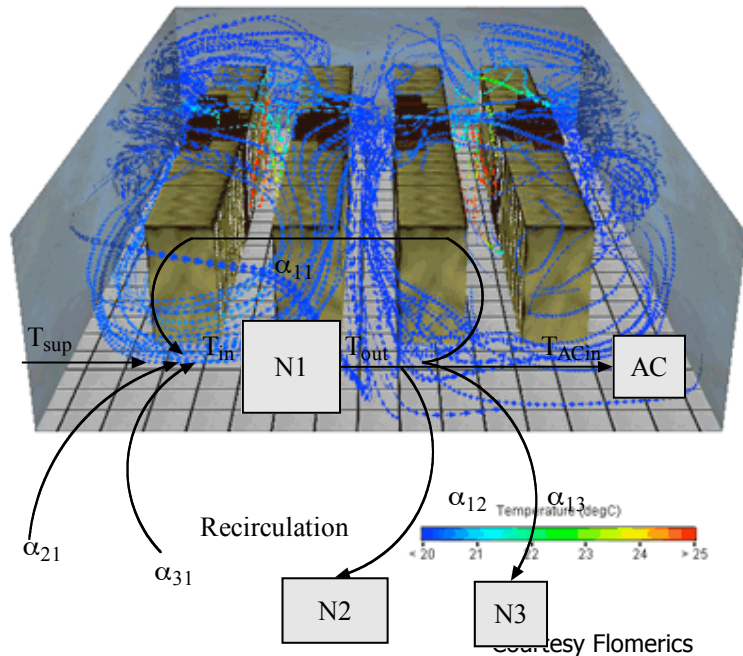 α11
Tsup
Tin
N1
Tout
TACin
AC
α12
α13
Temperature (degC)
< 20 21 22 23 24 > 25
Recirculation
α21
α31
N2
N3
Courtesy Flomerics